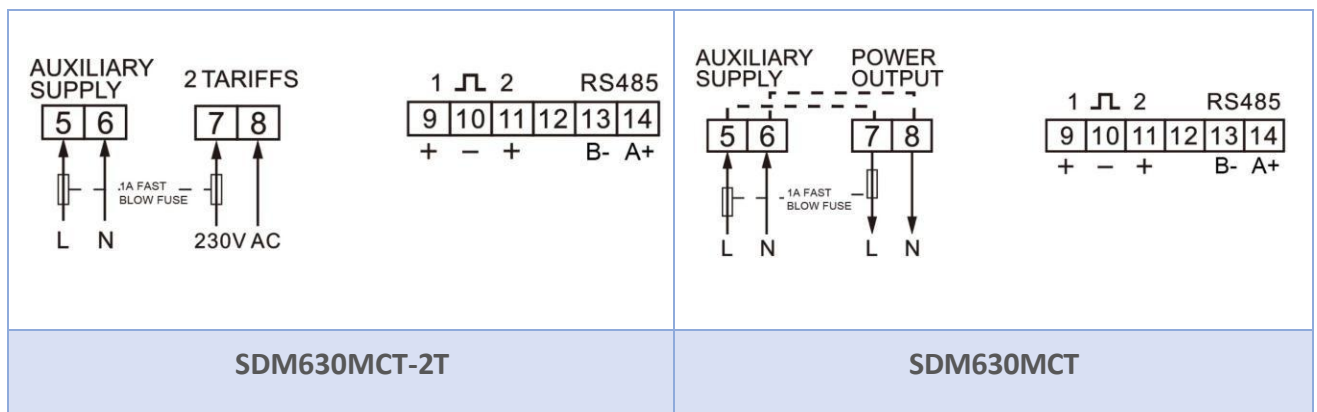 AUXILIARY
SUPPLY
2 TARIFFS
5 6
7 8
.1A FAST
BLOW FUSE
L N
230V AC
1 2 RS485
9 10 11 12 13 14
+ − + B- A+
AUXILIARY
SUPPLY
POWER
OUTPUT
5 6
7 8
1A FAST
BLOW FUSE
L N
L N
1 2 RS485
9 10 11 12 13 14
+ − + B- A+
SDM630MCT-2T
SDM630MCT